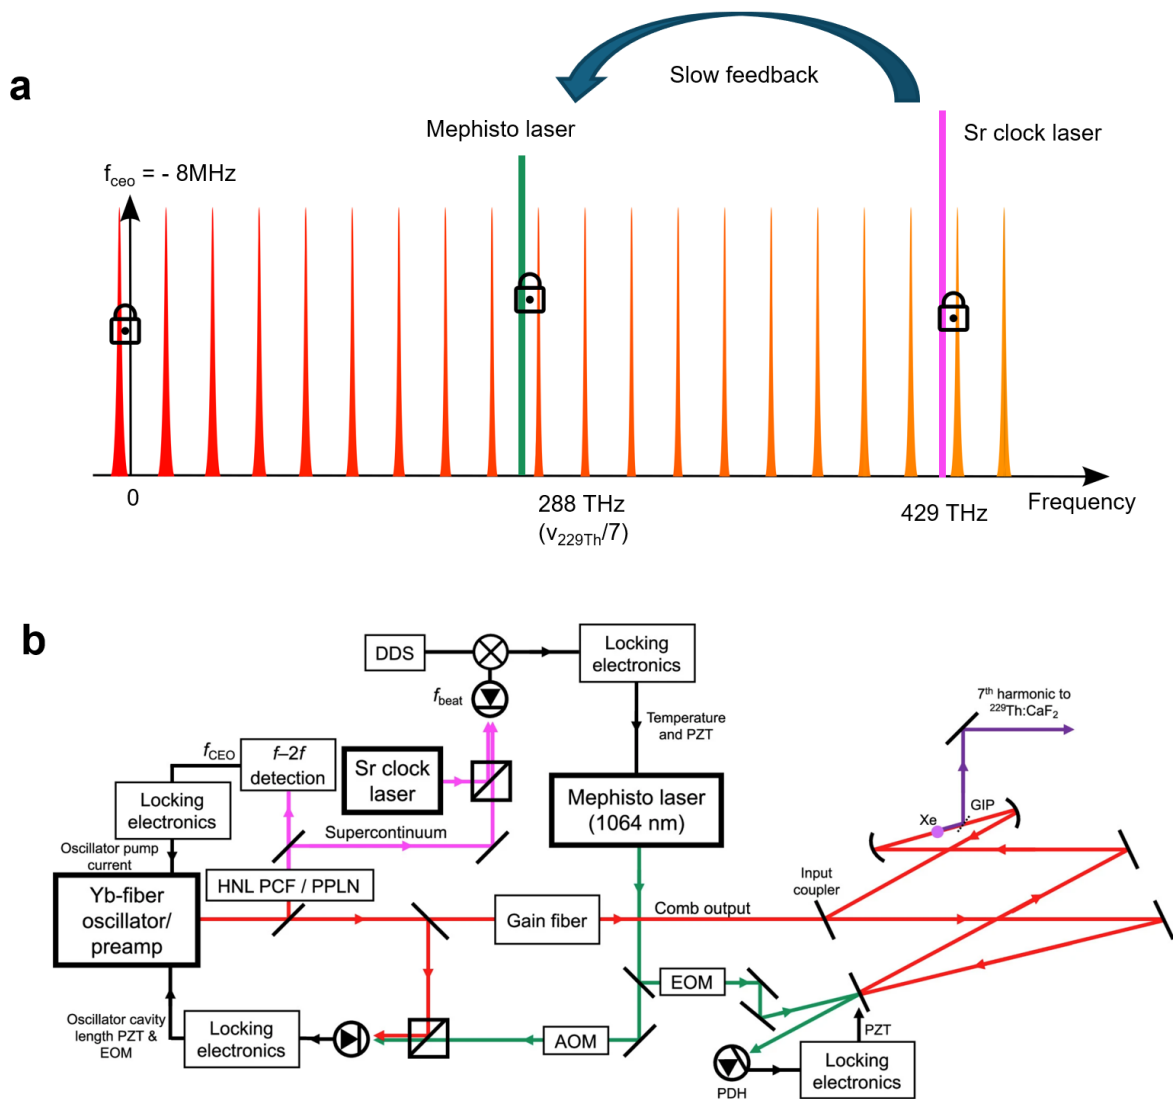 a
Slow feedback
Mephisto laser
Sr clock laser
f_ceo = - 8MHz
0
288 THz
(v_229Th/7)
429 THz
Frequency
b
DDS
Locking
electronics
f_beat
7th harmonic to
²²⁹Th:CaF₂
Temperature
and PZT
f_CEO
f–2f
detection
Sr clock
laser
Locking
electronics
Mephisto laser
(1064 nm)
Xe
GIP
Supercontinuum
Oscillator pump
current
HNL PCF / PPLN
Input
coupler
Yb-fiber
oscillator/
preamp
Gain fiber
Comb output
EOM
Oscillator cavity
length PZT &
EOM
Locking
electronics
AOM
PZT
Locking
electronics
PDH